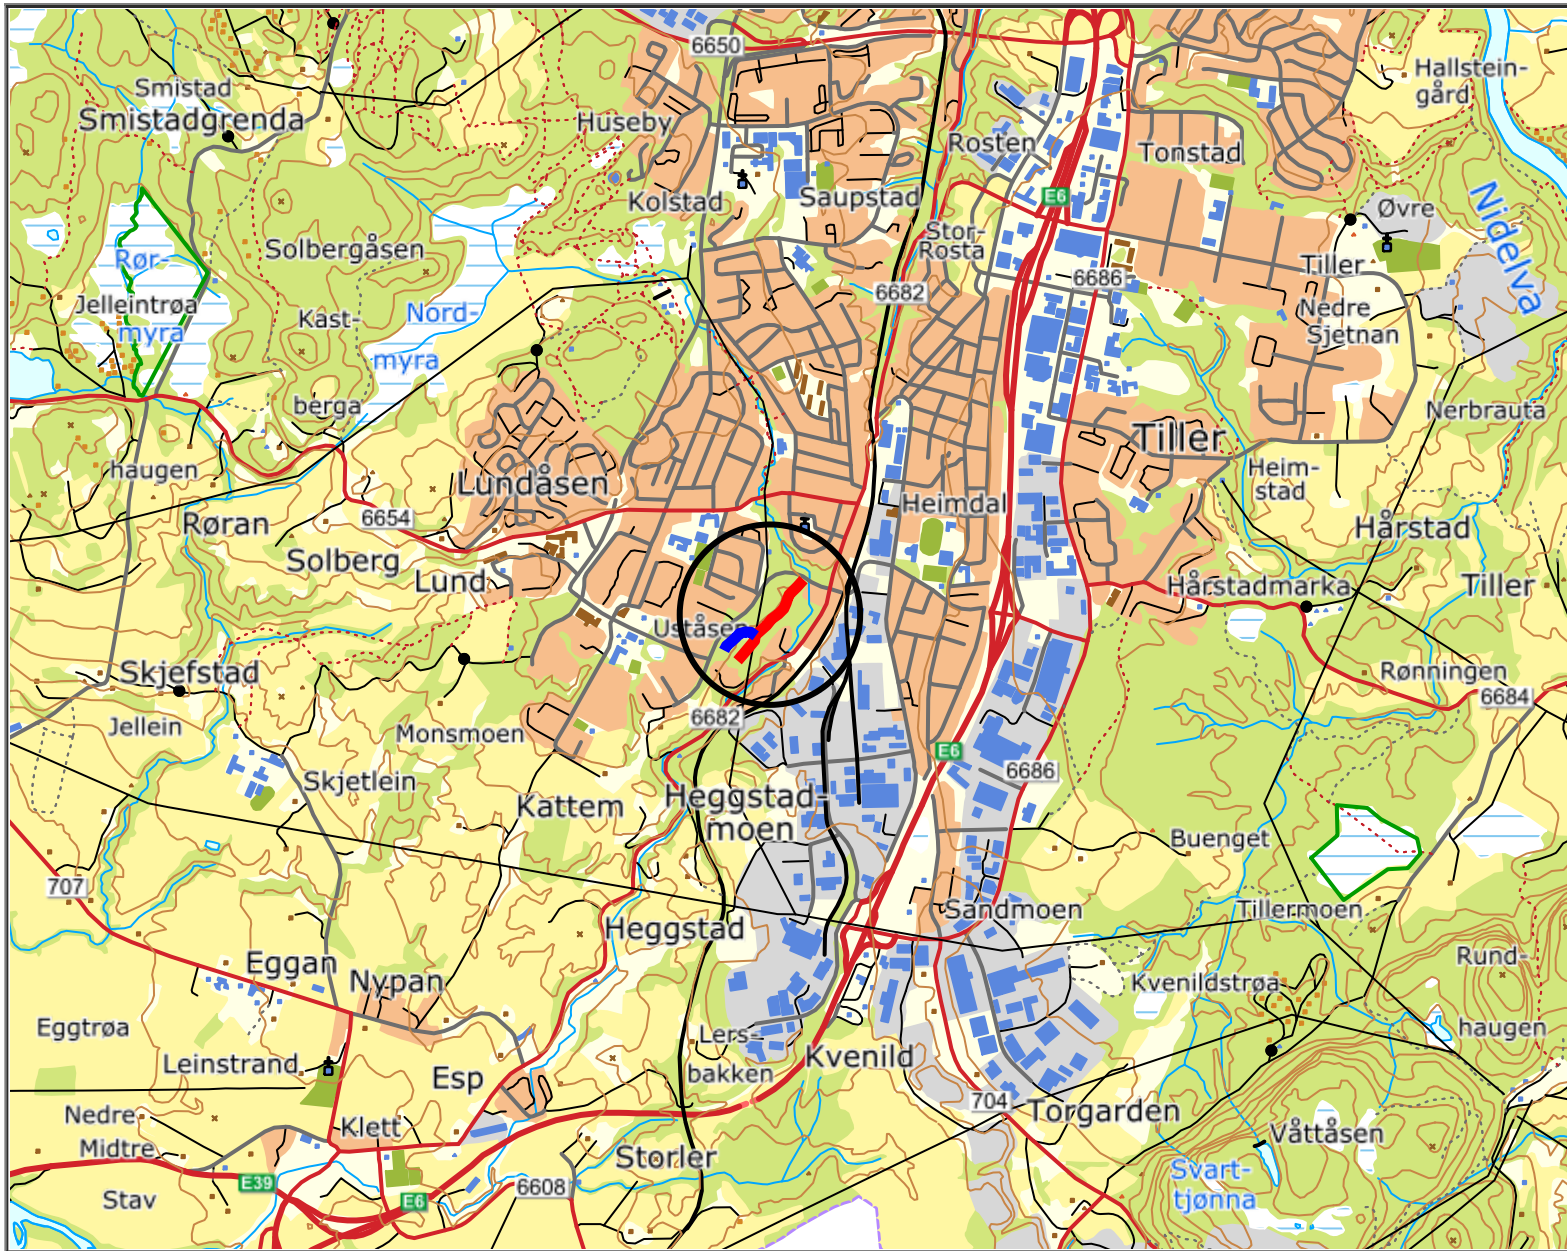 6650
Smistad
Smistadgrenda
Huseby
Rosten
Tonstad
Hallstein-
gård
Kolstad
Saupstad
E6
Øvre
Nidelva
Solbergåsen
Stor-
Rosta
Rør-
myra
Jelleintrøa
Tiller
6686
6682
Nedre
Sjetnan
Kast-
berga
Nord-
myra
haugen
Nerbrauta
Tiller
Lundåsen
Heim-
stad
6654
Røran
Heimdal
Hårstad
Solberg
Lund
Hårstadmarka
Tiller
Uståsen
Skjefstad
Rønningen
6684
Jellein
Monsmoen
6682
E6
6686
Skjetlein
Kattem
Heggstad-
moen
Buenget
707
Heggstad
Sandmoen
Tillermoen
Eggan
Nypan
Rund-
haugen
Kvenildstrøa
Eggtrøa
Lers-
bakken
Kvenild
Leinstrand
Esp
704
Torgarden
Nedre
Midtre
Stav
Klett
Våttåsen
Storler
Svart-
tjønna
E39
E6
6608